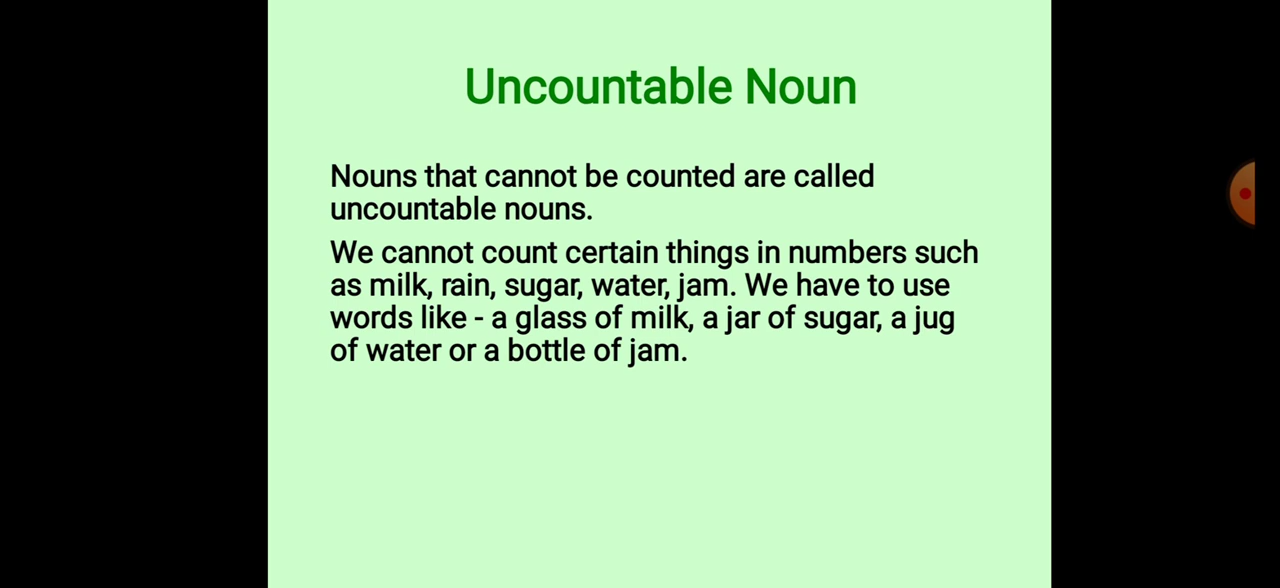 Uncountable Noun
Nouns that cannot be counted are called
uncountable nouns.
We cannot count certain things in numbers such
as milk, rain, sugar, water, jam. We have to use
words like - a glass of milk, a jar of sugar, a jug
of water or a bottle of jam.